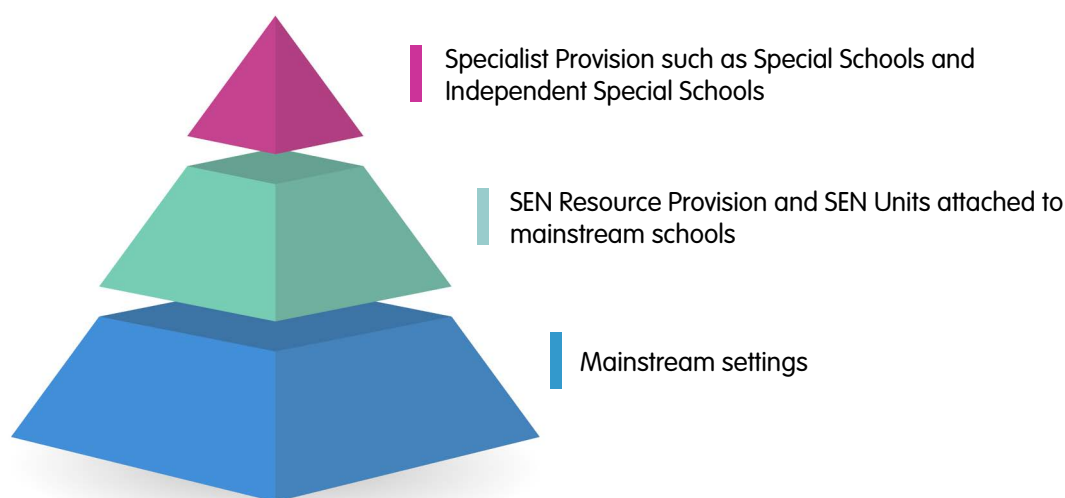 Specialist Provision such as Special Schools and
Independent Special Schools
SEN Resource Provision and SEN Units attached to
mainstream schools
Mainstream settings